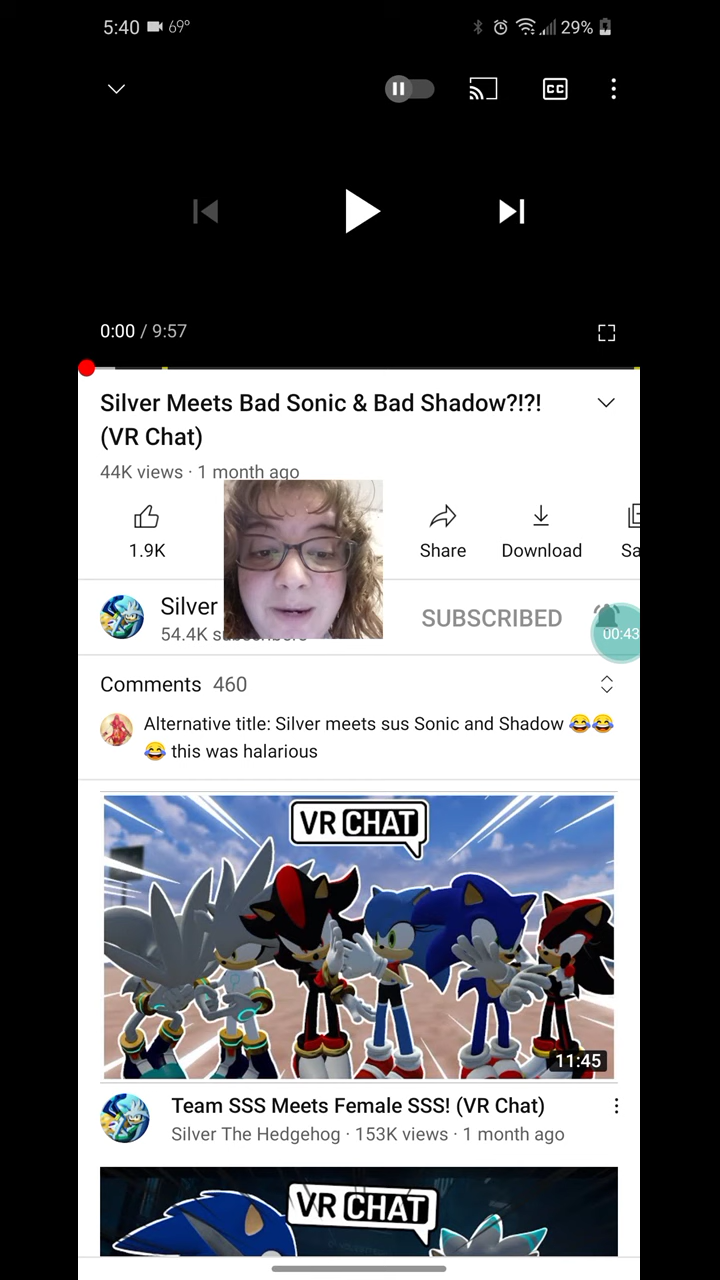 5:40 69°
29%
CC
0:00 / 9:57
Silver Meets Bad Sonic & Bad Shadow?!?!
(VR Chat)
44K views · 1 month ago
1.9K Share Download Sa
Silver SUBSCRIBED
54.4K subscribers
00:43
Comments 460
Alternative title: Silver meets sus Sonic and Shadow 😂😂
😂 this was halarious
VR CHAT
11:45
Team SSS Meets Female SSS! (VR Chat)
Silver The Hedgehog · 153K views · 1 month ago
VR CHAT